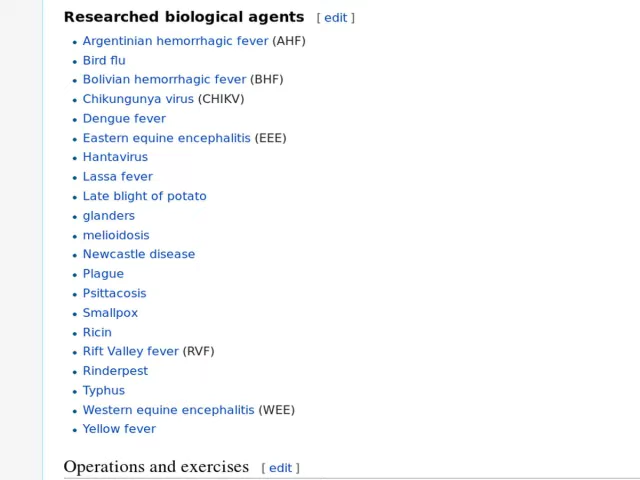 Researched biological agents [ edit ]
• Argentinian hemorrhagic fever (AHF)
• Bird flu
• Bolivian hemorrhagic fever (BHF)
• Chikungunya virus (CHIKV)
• Dengue fever
• Eastern equine encephalitis (EEE)
• Hantavirus
• Lassa fever
• Late blight of potato
• glanders
• melioidosis
• Newcastle disease
• Plague
• Psittacosis
• Smallpox
• Ricin
• Rift Valley fever (RVF)
• Rinderpest
• Typhus
• Western equine encephalitis (WEE)
• Yellow fever
Operations and exercises [ edit ]